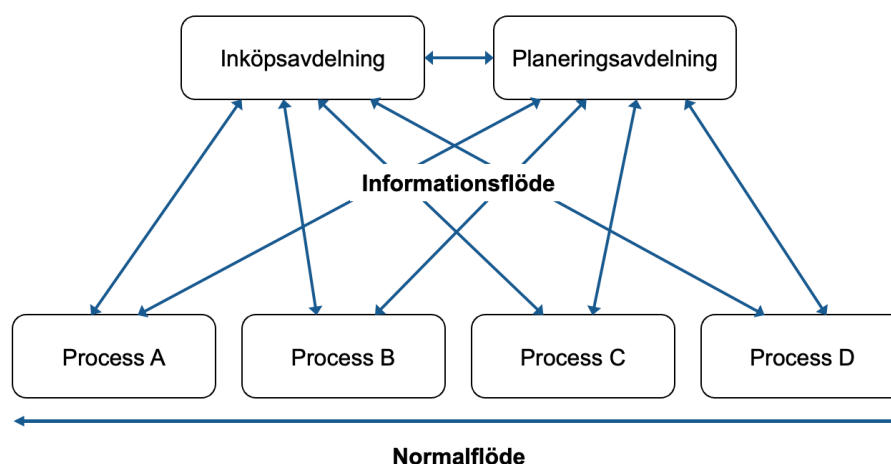 Inköpsavdelning
Planeringsavdelning
Informationsflöde
Process A
Process B
Process C
Process D
Normalflöde